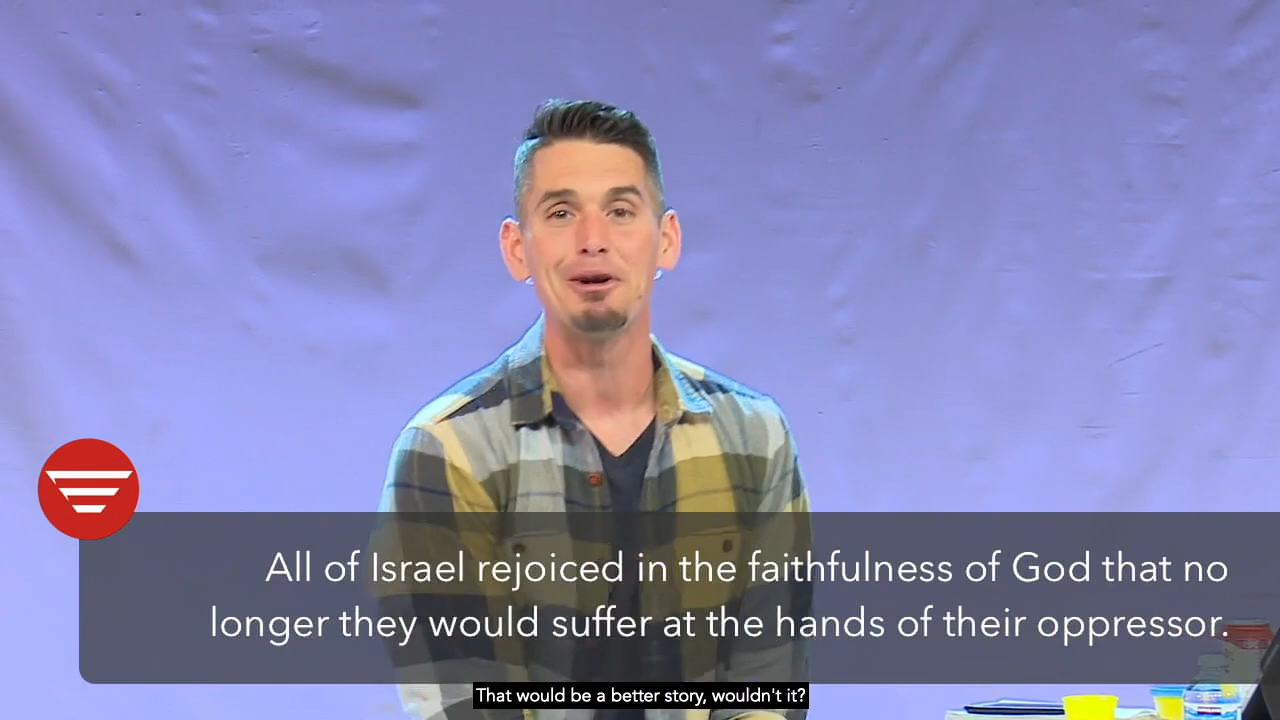 All of Israel rejoiced in the faithfulness of God that no
longer they would suffer at the hands of their oppressor.
That would be a better story, wouldn't it?